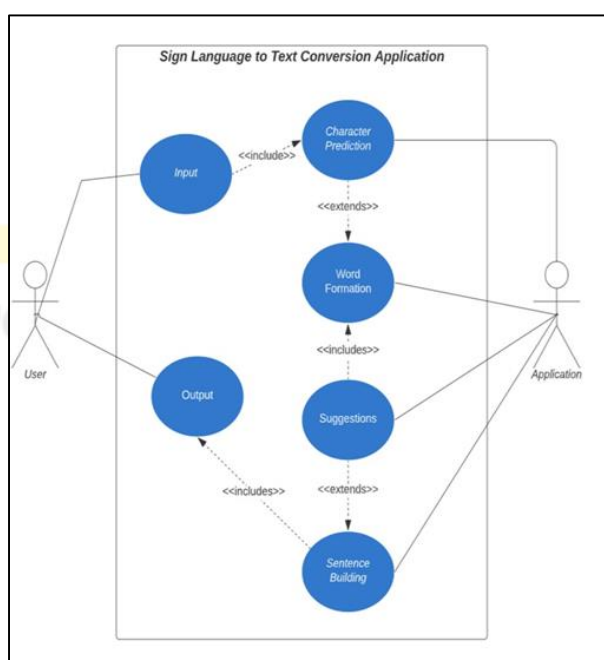 Sign Language to Text Conversion Application
Character
Prediction
<<include>>
Input
<<extends>>
Word
Formation
User
Application
<<includes>>
Output
Suggestions
<<includes>>
<<extends>>
Sentence
Building